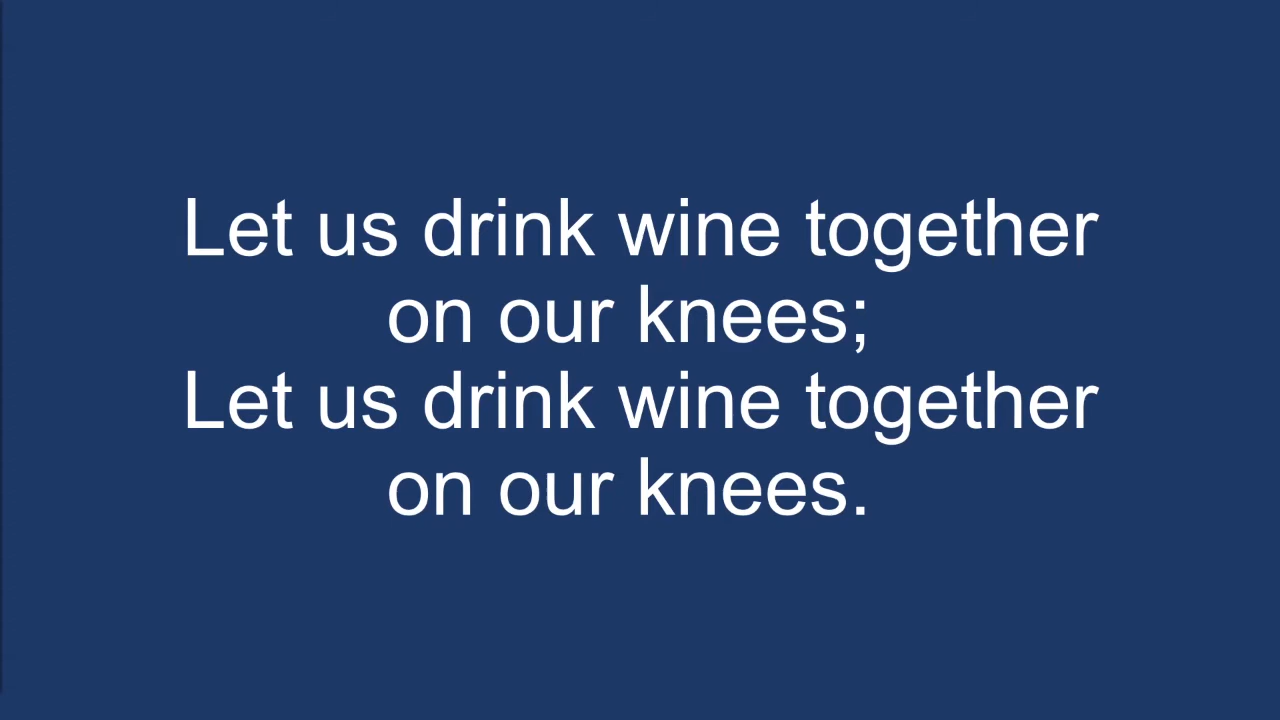 Let us drink wine together
on our knees;
Let us drink wine together
on our knees.